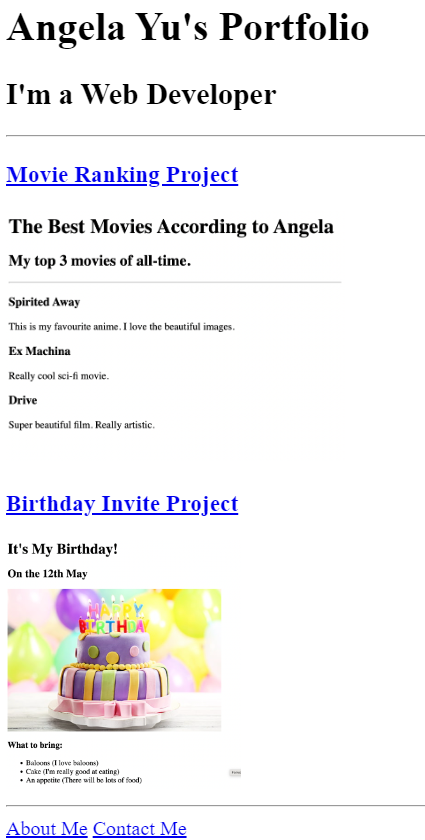 Angela Yu's Portfolio
I'm a Web Developer
Movie Ranking Project
The Best Movies According to Angela
My top 3 movies of all-time.
Spirited Away
This is my favourite anime. I love the beautiful images.
Ex Machina
Really cool sci-fi movie.
Drive
Super beautiful film. Really artistic.
Birthday Invite Project
It's My Birthday!
On the 12th May
HAPPY
BIRTHDAY
What to bring:
Baloons (I love baloons)
Cake (I'm really good at eating)
An appetite (There will be lots of food)
About Me Contact Me